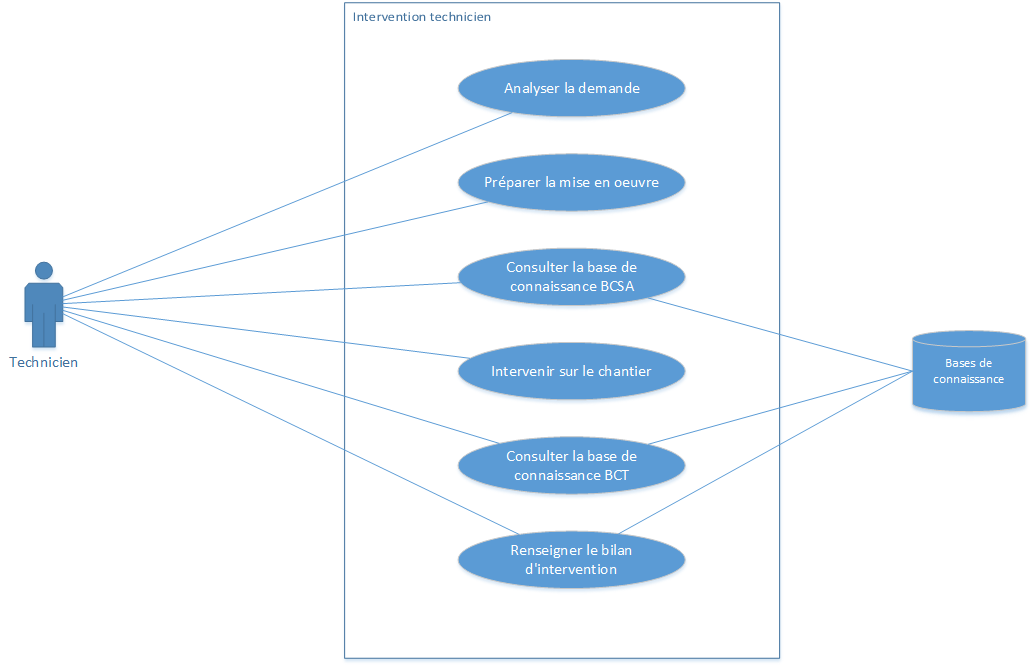 Intervention technicien
Analyser la demande
Préparer la mise en oeuvre
Consulter la base de
connaissance BCSA
Intervenir sur le chantier
Consulter la base de
connaissance BCT
Renseigner le bilan
d'intervention
Technicien
Bases de
connaissance